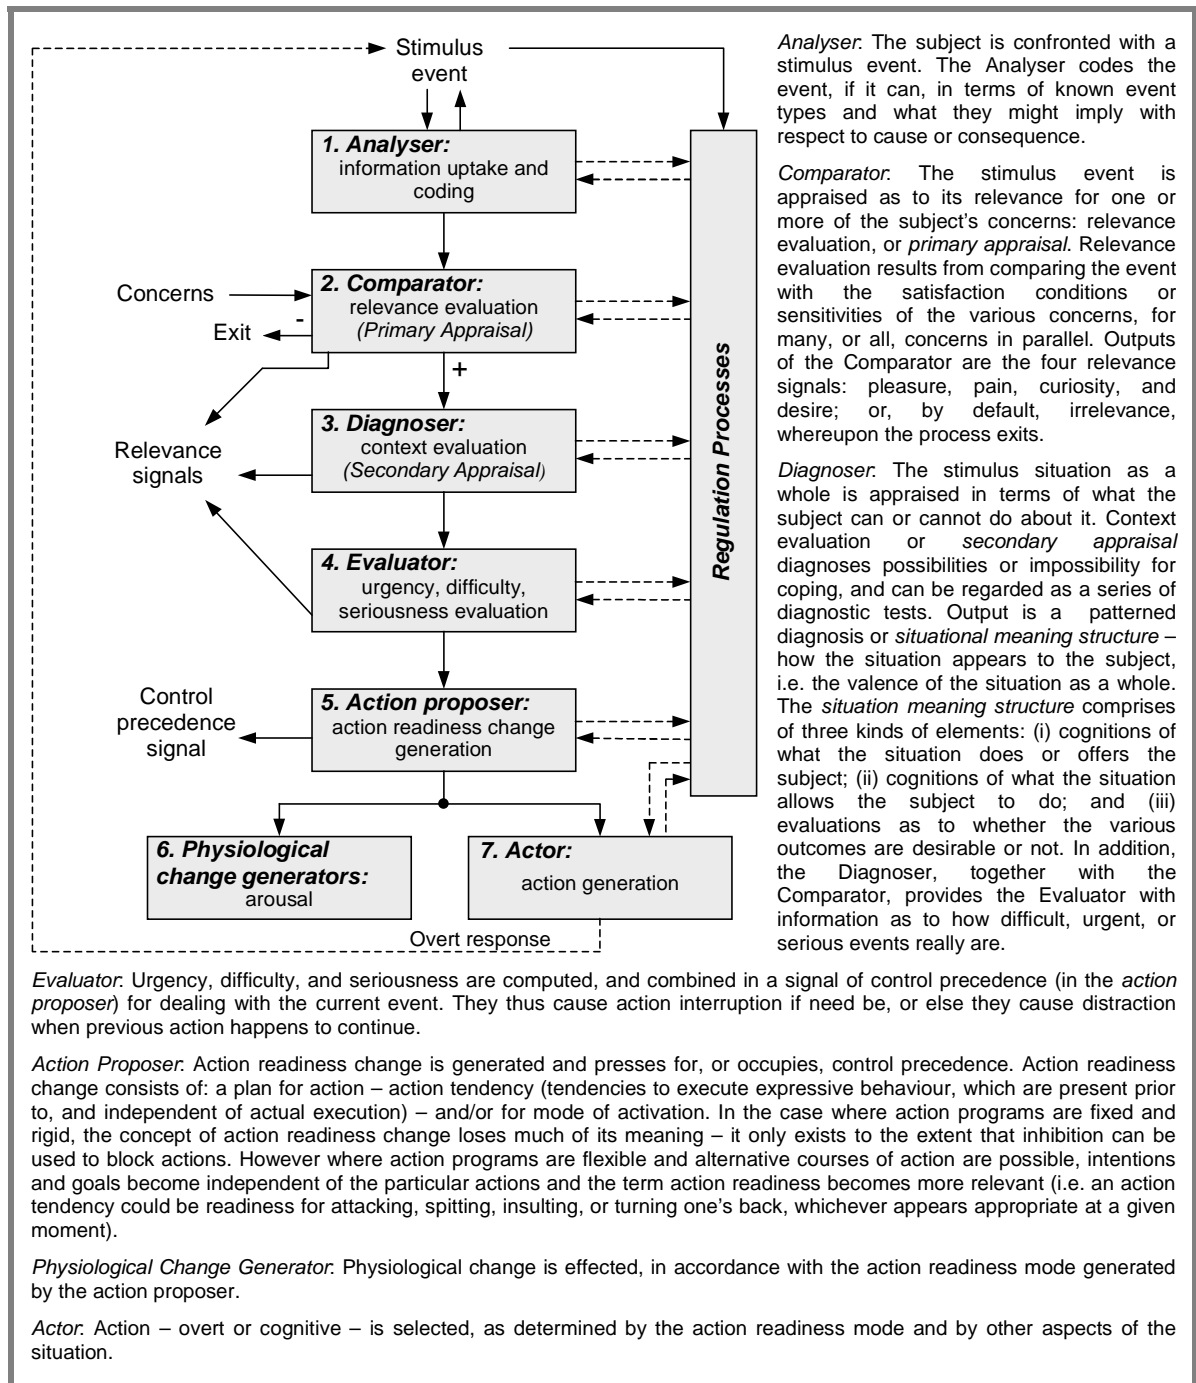 Stimulus
event
1. Analyser:
information uptake and
coding
Concerns
2. Comparator:
relevance evaluation
(Primary Appraisal)
-
Exit
+
Relevance
signals
3. Diagnoser:
context evaluation
(Secondary Appraisal)
4. Evaluator:
urgency, difficulty,
seriousness evaluation
Control
precedence
signal
5. Action proposer:
action readiness change
generation
6. Physiological
change generators:
arousal
7. Actor:
action generation
Overt response
Regulation Processes
Analyser: The subject is confronted with a
stimulus event. The Analyser codes the
event, if it can, in terms of known event
types and what they might imply with
respect to cause or consequence.
Comparator: The stimulus event is
appraised as to its relevance for one or
more of the subject's concerns: relevance
evaluation, or primary appraisal. Relevance
evaluation results from comparing the event
with the satisfaction conditions or
sensitivities of the various concerns, for
many, or all, concerns in parallel. Outputs
of the Comparator are the four relevance
signals: pleasure, pain, curiosity, and
desire; or, by default, irrelevance,
whereupon the process exits.
Diagnoser: The stimulus situation as a
whole is appraised in terms of what the
subject can or cannot do about it. Context
evaluation or secondary appraisal
diagnoses possibilities or impossibility for
coping, and can be regarded as a series of
diagnostic tests. Output is a patterned
diagnosis or situational meaning structure –
how the situation appears to the subject,
i.e. the valence of the situation as a whole.
The situation meaning structure comprises
of three kinds of elements: (i) cognitions of
what the situation does or offers the
subject; (ii) cognitions of what the situation
allows the subject to do; and (iii)
evaluations as to whether the various
outcomes are desirable or not. In addition,
the Diagnoser, together with the
Comparator, provides the Evaluator with
information as to how difficult, urgent, or
serious events really are.
Evaluator: Urgency, difficulty, and seriousness are computed, and combined in a signal of control precedence (in the action
proposer) for dealing with the current event. They thus cause action interruption if need be, or else they cause distraction
when previous action happens to continue.
Action Proposer: Action readiness change is generated and presses for, or occupies, control precedence. Action readiness
change consists of: a plan for action – action tendency (tendencies to execute expressive behaviour, which are present prior
to, and independent of actual execution) – and/or for mode of activation. In the case where action programs are fixed and
rigid, the concept of action readiness change loses much of its meaning – it only exists to the extent that inhibition can be
used to block actions. However where action programs are flexible and alternative courses of action are possible, intentions
and goals become independent of the particular actions and the term action readiness becomes more relevant (i.e. an action
tendency could be readiness for attacking, spitting, insulting, or turning one's back, whichever appears appropriate at a given
moment).
Physiological Change Generator: Physiological change is effected, in accordance with the action readiness mode generated
by the action proposer.
Actor: Action – overt or cognitive – is selected, as determined by the action readiness mode and by other aspects of the
situation.